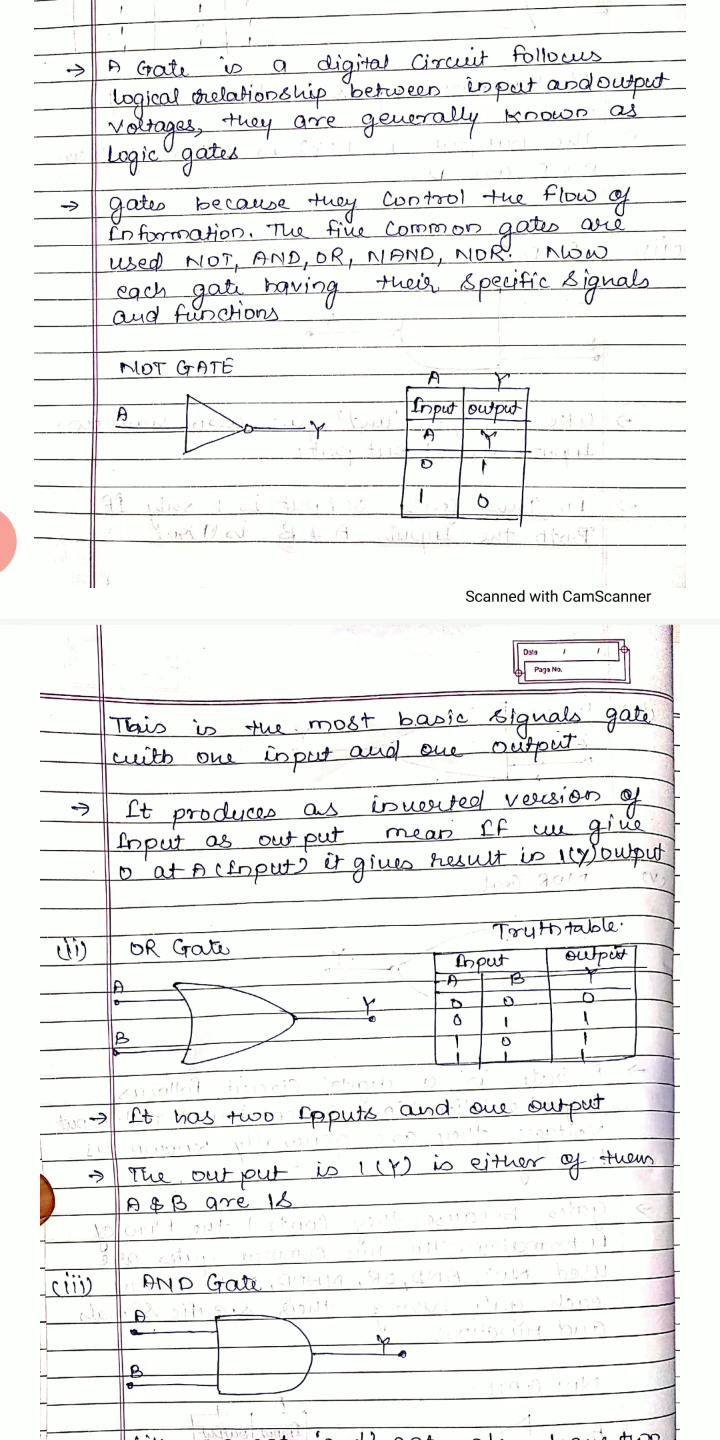 → A Gate is a digital Circuit follows
logical relationship between input and output
voltages, they are generally known as
Logic gates
→ gates because they control the flow of
Information. The five common gates are
used NOT, AND, OR, NAND, NOR. Now
each gate having their specific signals
and functions
NOT GATE
A Y
Input output
A Y
0 1
1 0
A Y
Scanned with CamScanner
Date / /
Page No.
This is the most basic signals gate
with one input and one output
→ It produces as inverted version of
Input as output mean If we give
0 at A (Input) it gives result in 1(Y) output
(ii) OR Gate
Truth table.
Input output
A B Y
0 0 0
0 1 1
1 0 1
1 1 1
A
B
Y
→ It has two Inputs and one output
→ The output is 1(Y) is either of them
A & B are 1s
(iii) AND Gate
A
B
Y